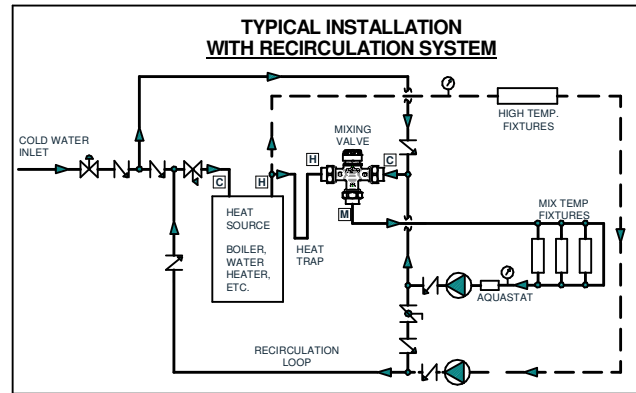 TYPICAL INSTALLATION
WITH RECIRCULATION SYSTEM
COLD WATER
INLET
MIXING
VALVE
HIGH TEMP.
FIXTURES
H
C
C
H
M
HEAT
SOURCE
BOILER,
WATER
HEATER,
ETC.
HEAT
TRAP
MIX TEMP
FIXTURES
AQUASTAT
RECIRCULATION
LOOP